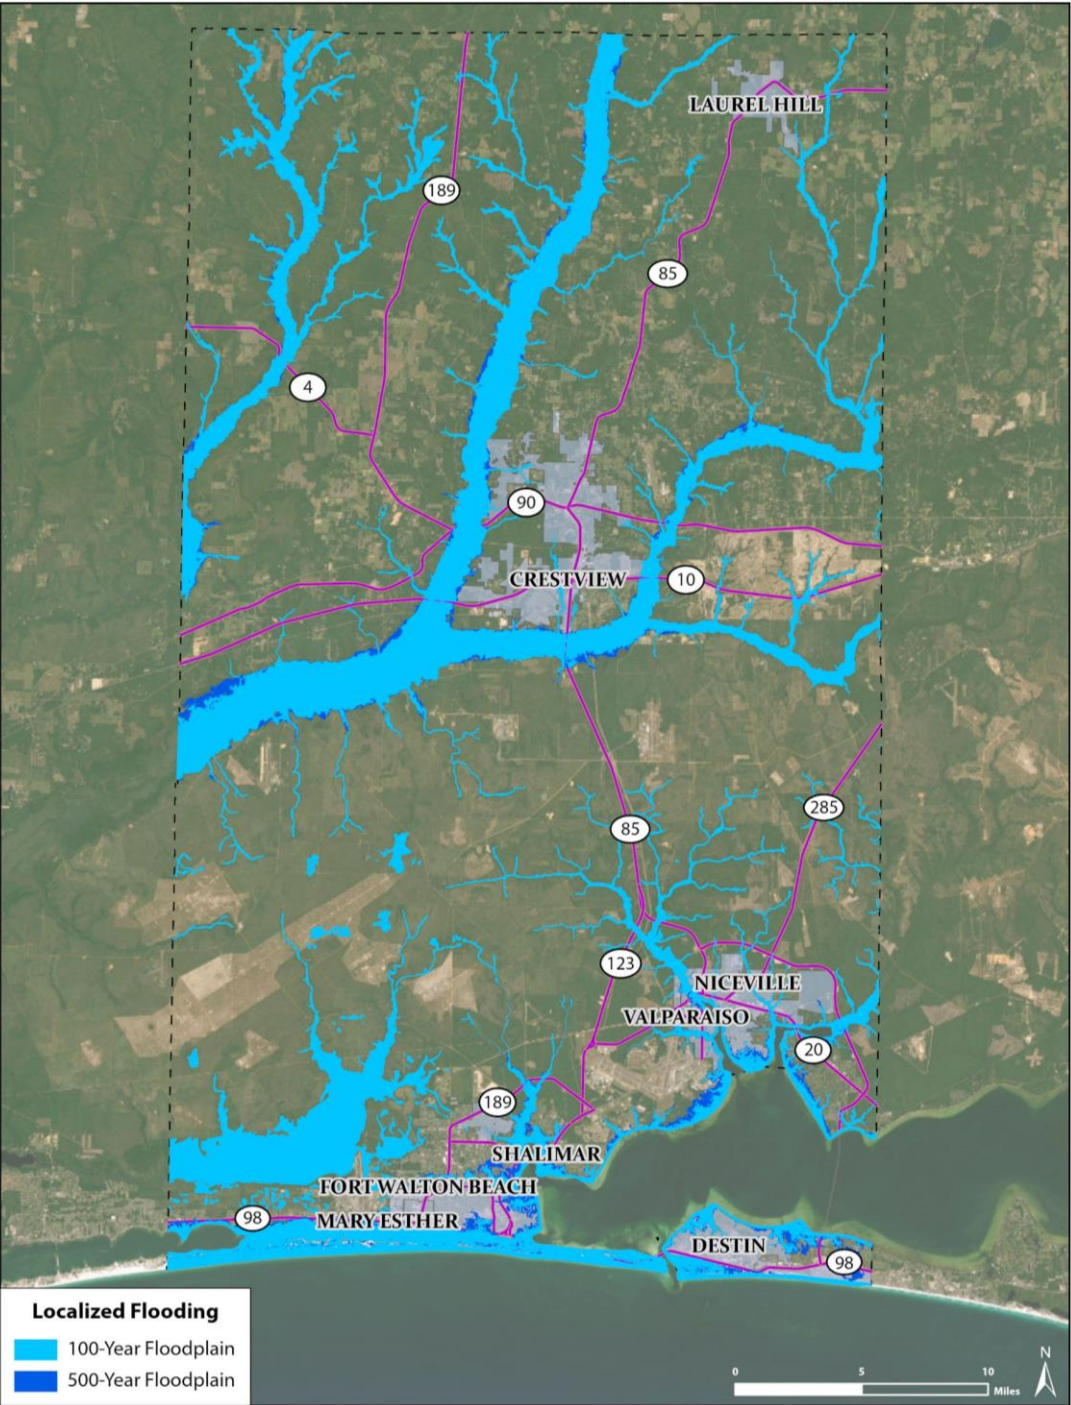 LAUREL HILL
189
85
4
90
CRESTVIEW
10
285
85
123
NICEVILLE
VALPARAISO
20
189
SHALIMAR
FORT WALTON BEACH
98
MARY ESTHER
DESTIN
98
Localized Flooding
100-Year Floodplain
500-Year Floodplain
N
0 5 10
Miles